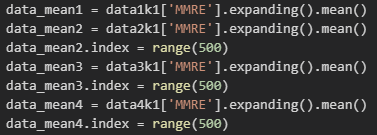 data_mean1 = data1k1['MMRE'].expanding().mean()
data_mean2 = data2k1['MMRE'].expanding().mean()
data_mean2.index = range(500)
data_mean3 = data3k1['MMRE'].expanding().mean()
data_mean3.index = range(500)
data_mean4 = data4k1['MMRE'].expanding().mean()
data_mean4.index = range(500)